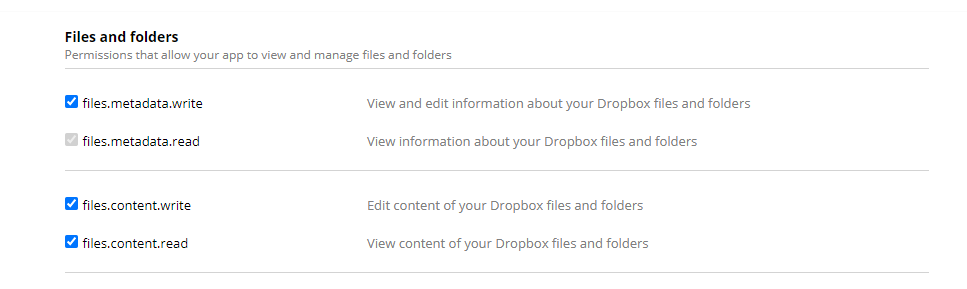 Files and folders
Permissions that allow your app to view and manage files and folders
files.metadata.write View and edit information about your Dropbox files and folders
files.metadata.read View information about your Dropbox files and folders
files.content.write Edit content of your Dropbox files and folders
files.content.read View content of your Dropbox files and folders